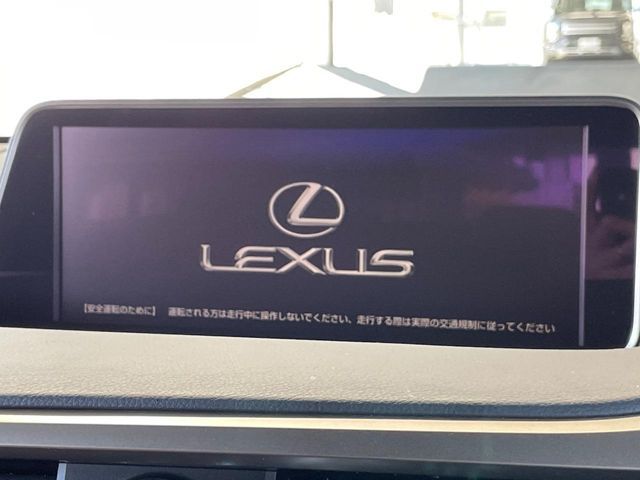 LEXUS
【安全運転のために】 運転される方は走行中に操作しないでください、走行する際は実際の交通規制に従ってください